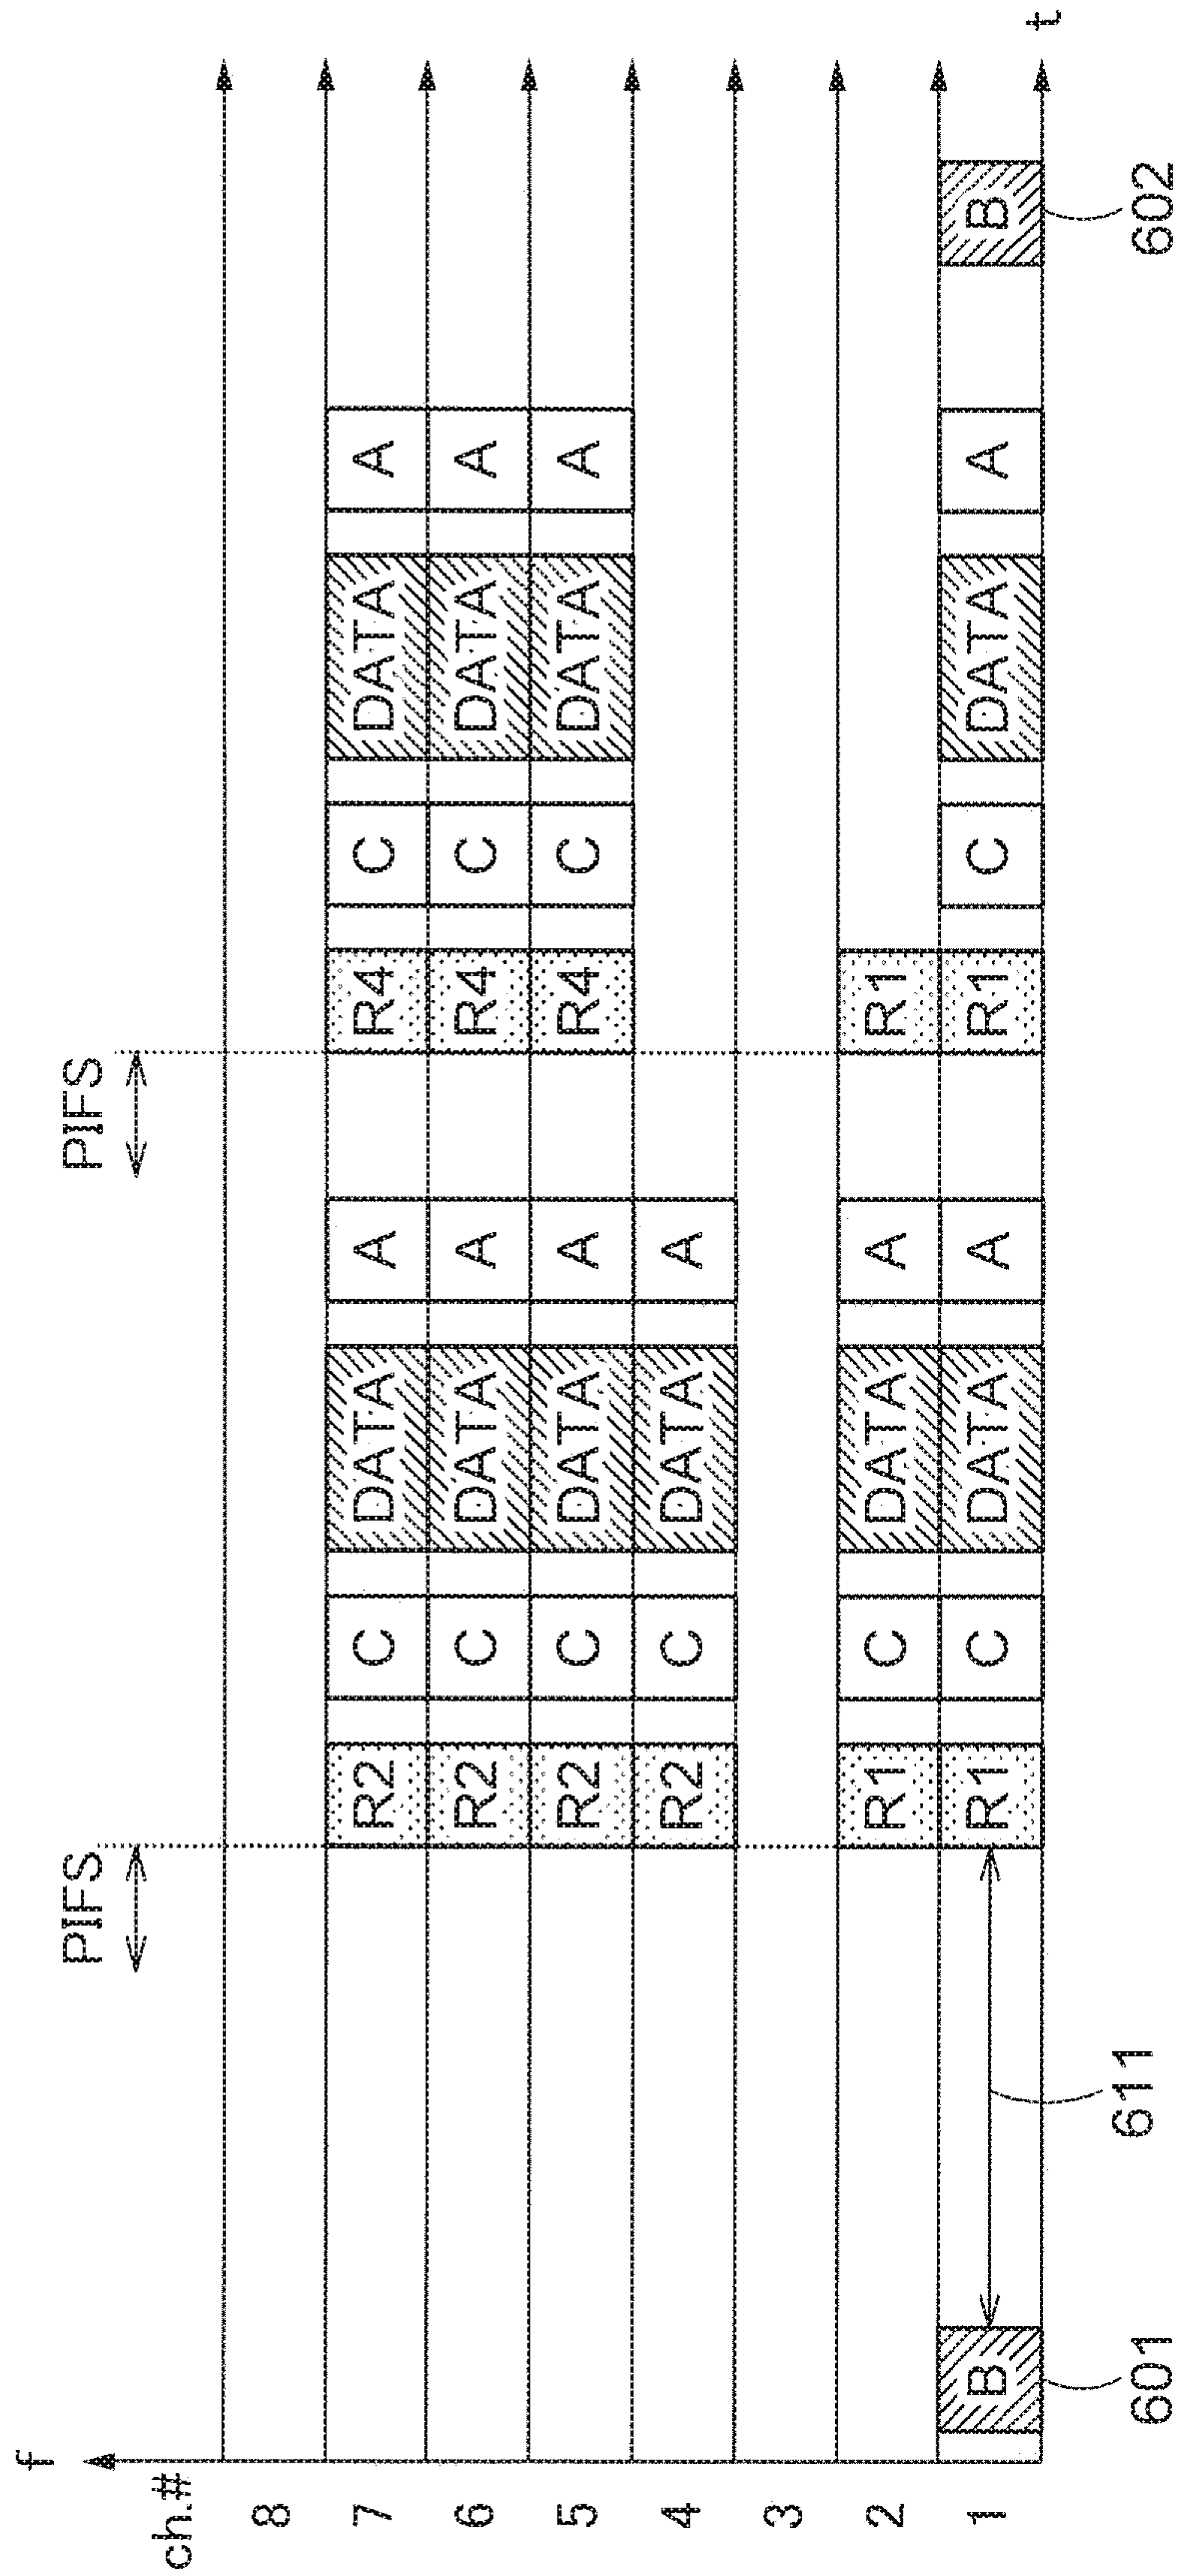 f
ch.#
PIFS
PIFS
8
7 R2 C DATA A R4 C DATA A
6 R2 C DATA A R4 C DATA A
5 R2 C DATA A R4 C DATA A
4 R2 C DATA A
3
2 R1 C DATA A R1
1 B R1 C DATA A R1 C DATA A B
t
601
611
602